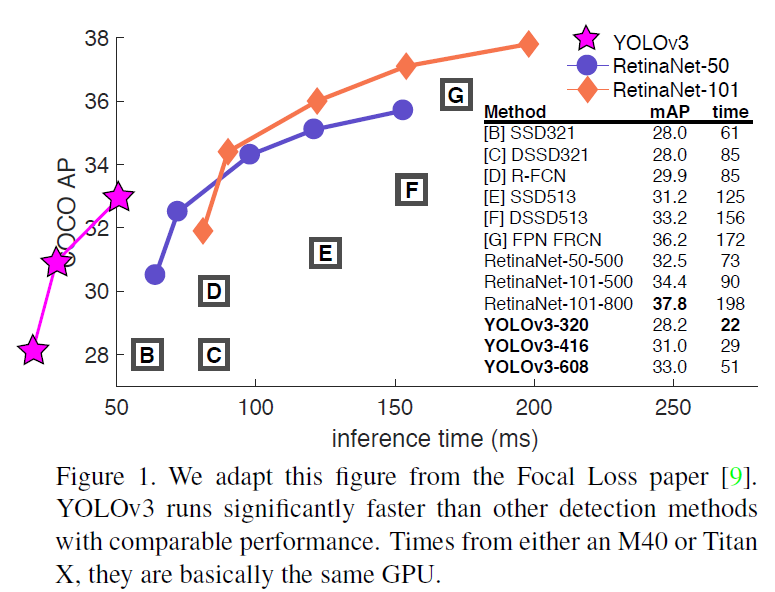 38
36
34
32
30
28
COCO AP
50
100
150
200
250
inference time (ms)
B
C
D
E
F
G
YOLOv3
RetinaNet-50
RetinaNet-101
Method mAP time
[B] SSD321 28.0 61
[C] DSSD321 28.0 85
[D] R-FCN 29.9 85
[E] SSD513 31.2 125
[F] DSSD513 33.2 156
[G] FPN FRCN 36.2 172
RetinaNet-50-500 32.5 73
RetinaNet-101-500 34.4 90
RetinaNet-101-800 37.8 198
YOLOv3-320 28.2 22
YOLOv3-416 31.0 29
YOLOv3-608 33.0 51
Figure 1. We adapt this figure from the Focal Loss paper [9].
YOLOv3 runs significantly faster than other detection methods
with comparable performance. Times from either an M40 or Titan
X, they are basically the same GPU.